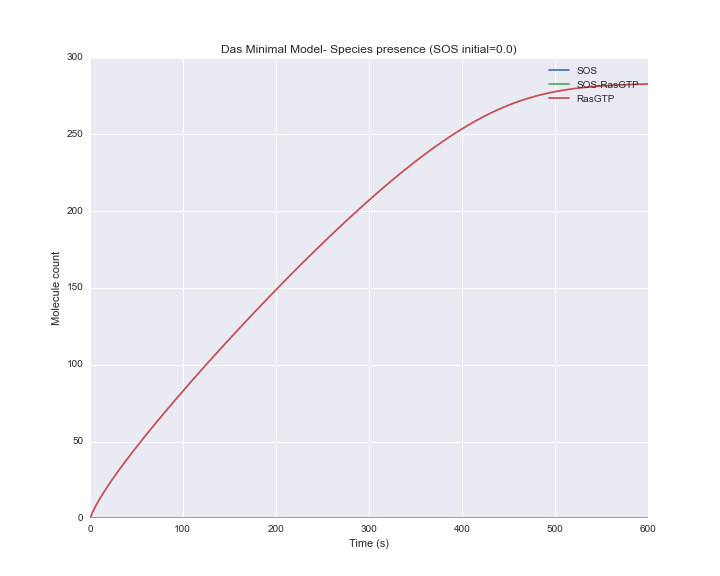 Das Minimal Model- Species presence (SOS initial=0.0)
300
250
200
150
100
50
0
Molecule count
SOS
SOS-RasGTP
RasGTP
0 100 200 300 400 500 600
Time (s)